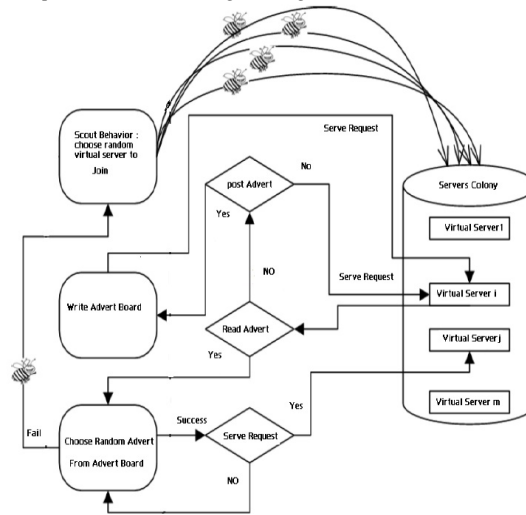 Scout Behavior :
choose random
virtual server to
Join
Serve Request
Servers Colony
post Advert
No
Yes
Virtual Server1
NO
Serve Request
Write Advert Board
Virtual Server i
Read Advert
Yes
Virtual Serverj
Virtual Server m
Fail
Choose Random Advert
From Advert Board
Success
Serve Request
Yes
NO